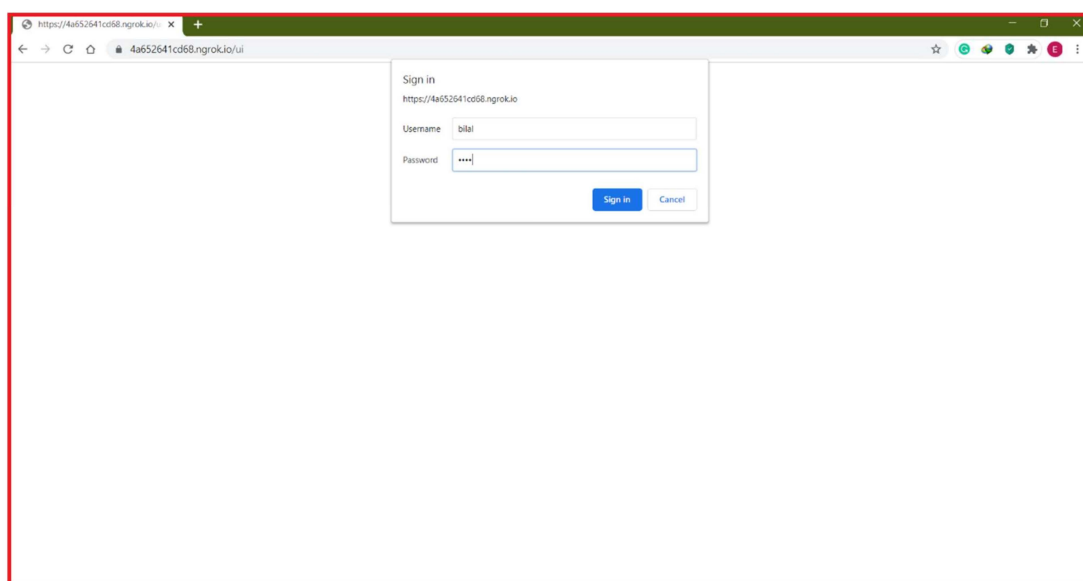 https://4a652641cd68.ngrok.io/u
4a652641cd68.ngrok.io/ui
E
Sign in
https://4a652641cd68.ngrok.io
Username bilal
Password ••••
Sign in Cancel